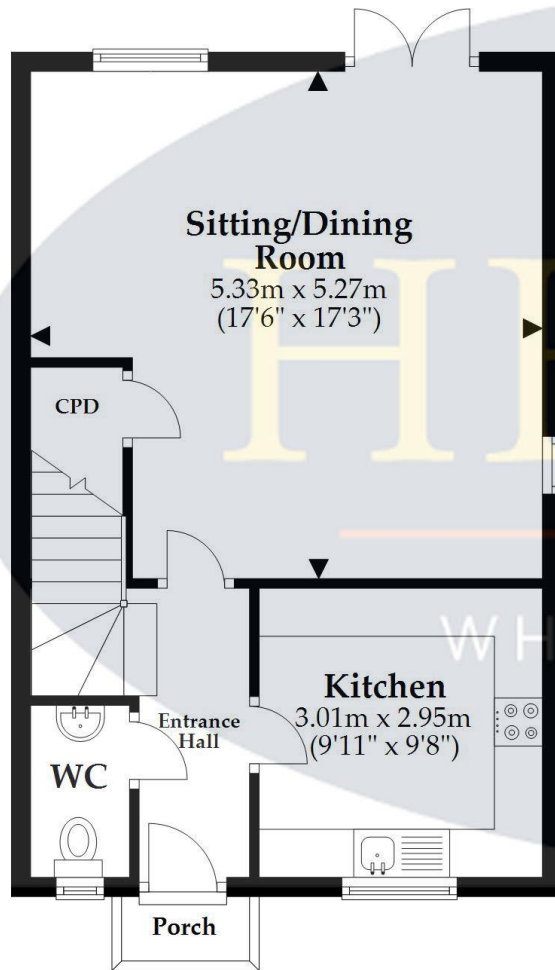 Sitting/Dining
Room
5.33m x 5.27m
(17'6" x 17'3")
CPD
H
WH
Kitchen
3.01m x 2.95m
(9'11" x 9'8")
Entrance
Hall
WC
Porch